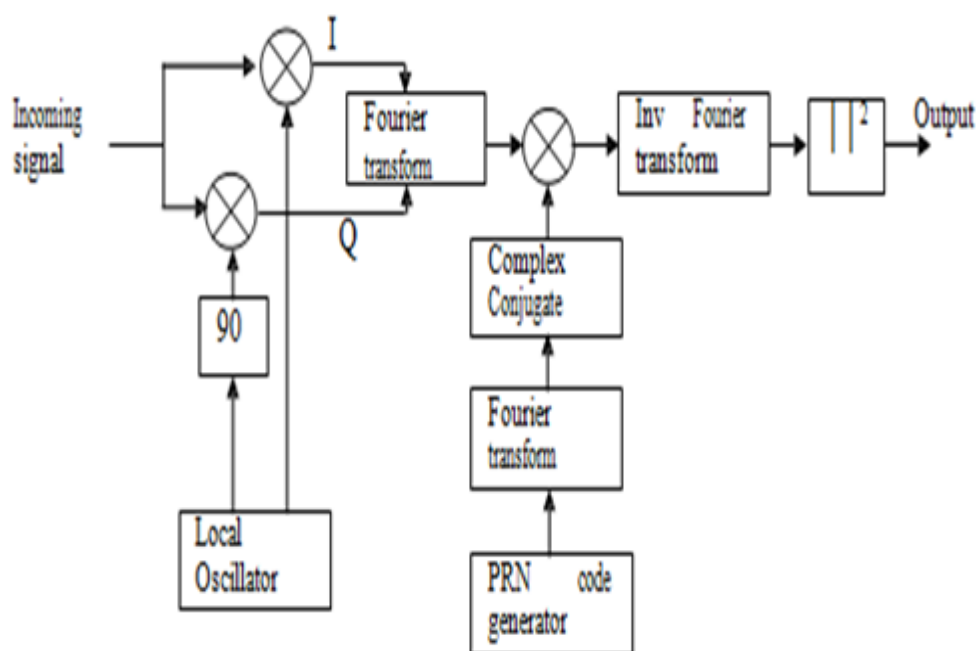 I
Incoming
signal
Fourier
transform
Inv Fourier
transform
| |²
Output
Q
Complex
Conjugate
90
Fourier
transform
Local
Oscillator
PRN code
generator